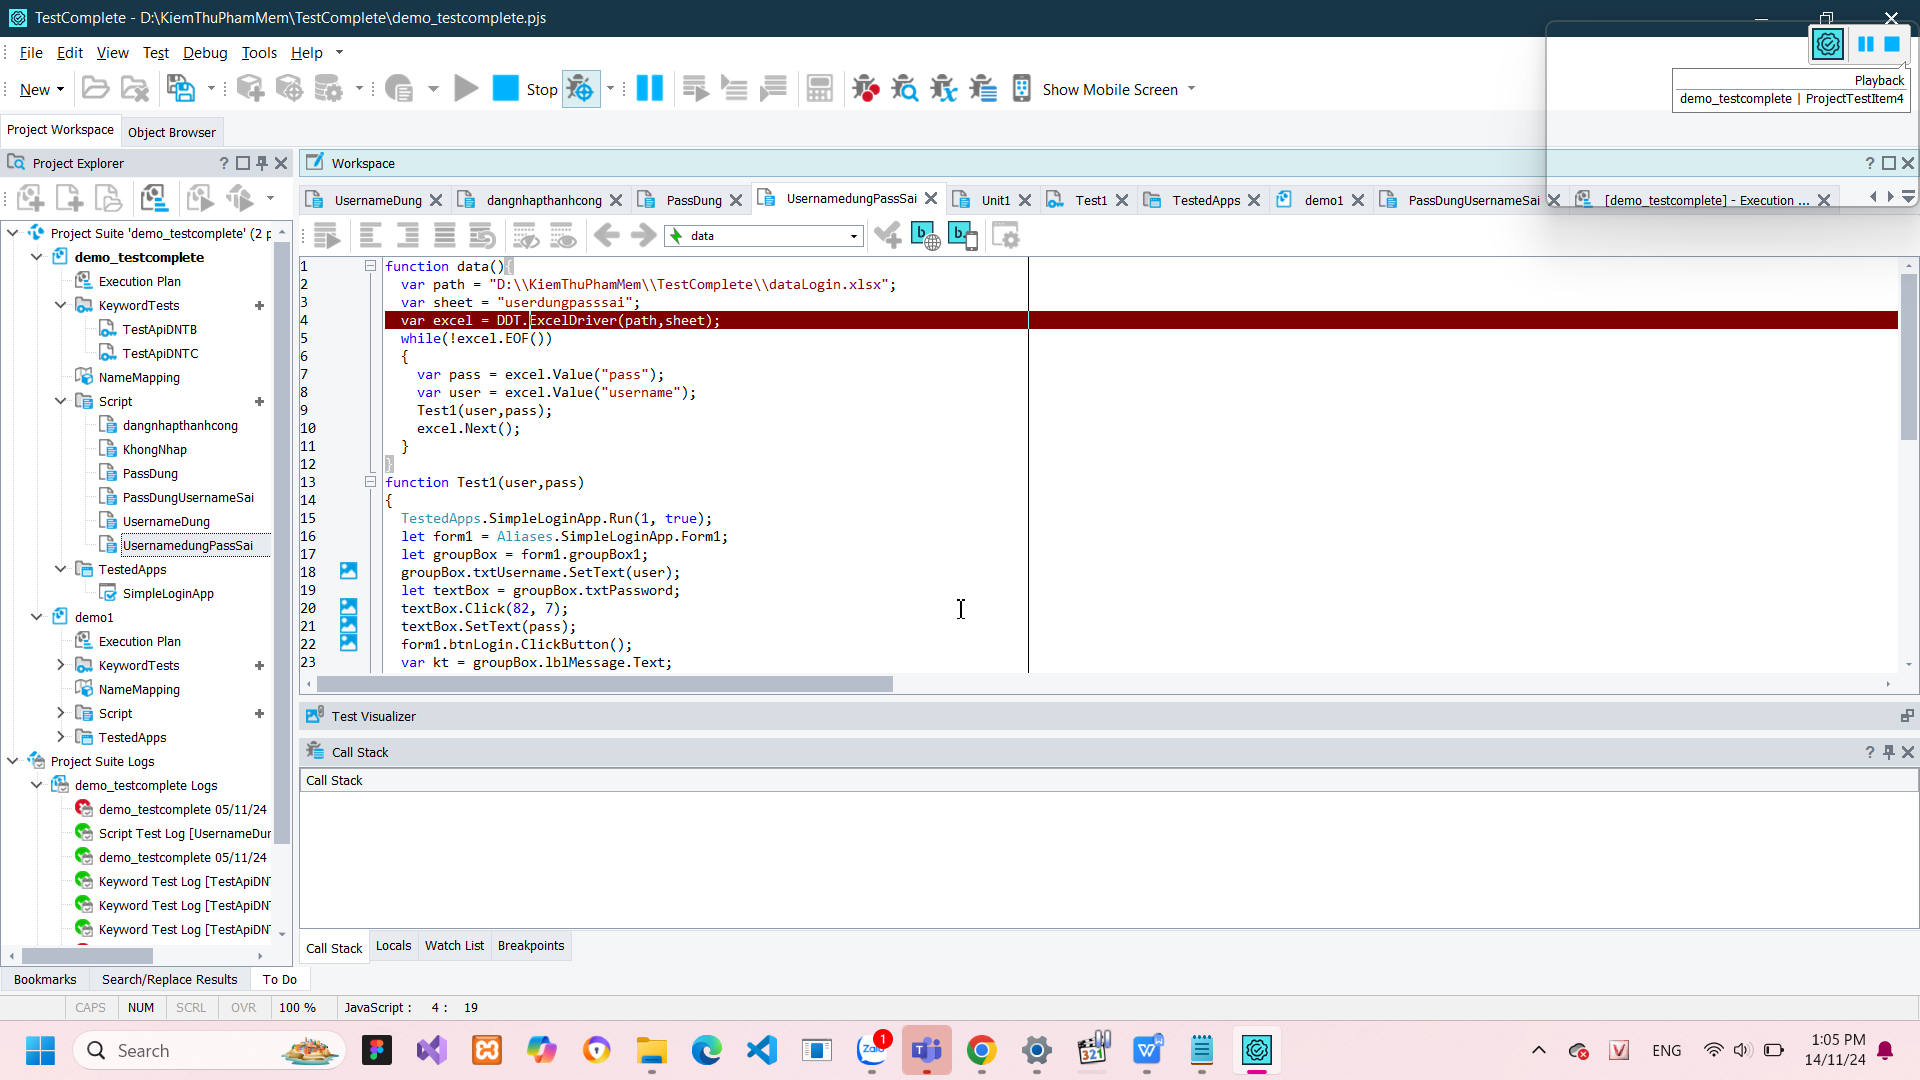 TestComplete - D:\KiemThuPhamMem\TestComplete\demo_testcomplete.pjs
File Edit View Test Debug Tools Help
New
Stop
Show Mobile Screen
Playback
demo_testcomplete | ProjectTestItem4
Project Workspace
Object Browser
Project Explorer
Workspace
UsernameDung
dangnhapthanhcong
PassDung
UsernamedungPassSai
Unit1
Test1
TestedApps
demo1
PassDungUsernameSai
[demo_testcomplete] - Execution ...
data
Project Suite 'demo_testcomplete' (2 p
demo_testcomplete
Execution Plan
KeywordTests
TestApiDNTB
TestApiDNTC
NameMapping
Script
dangnhapthanhcong
KhongNhap
PassDung
PassDungUsernameSai
UsernameDung
UsernamedungPassSai
TestedApps
SimpleLoginApp
demo1
Execution Plan
KeywordTests
NameMapping
Script
TestedApps
Project Suite Logs
demo_testcomplete Logs
demo_testcomplete 05/11/24
Script Test Log [UsernameDur
demo_testcomplete 05/11/24
Keyword Test Log [TestApiDN
Keyword Test Log [TestApiDN
Keyword Test Log [TestApiDN
1 function data(){
2 var path = "D:\\KiemThuPhamMem\\TestComplete\\dataLogin.xlsx";
3 var sheet = "userdungpasssai";
4 var excel = DDT.ExcelDriver(path,sheet);
5 while(!excel.EOF())
6 {
7 var pass = excel.Value("pass");
8 var user = excel.Value("username");
9 Test1(user,pass);
10 excel.Next();
11 }
12 }
13 function Test1(user,pass)
14 {
15 TestedApps.SimpleLoginApp.Run(1, true);
16 let form1 = Aliases.SimpleLoginApp.Form1;
17 let groupBox = form1.groupBox1;
18 groupBox.txtUsername.SetText(user);
19 let textBox = groupBox.txtPassword;
20 textBox.Click(82, 7);
21 textBox.SetText(pass);
22 form1.btnLogin.ClickButton();
23 var kt = groupBox.lblMessage.Text;
Test Visualizer
Call Stack
Call Stack
Call Stack Locals Watch List Breakpoints
Bookmarks Search/Replace Results To Do
CAPS NUM SCRL OVR 100 % JavaScript : 4 : 19
Search
Zalo
1
321
ENG
1:05 PM
14/11/24